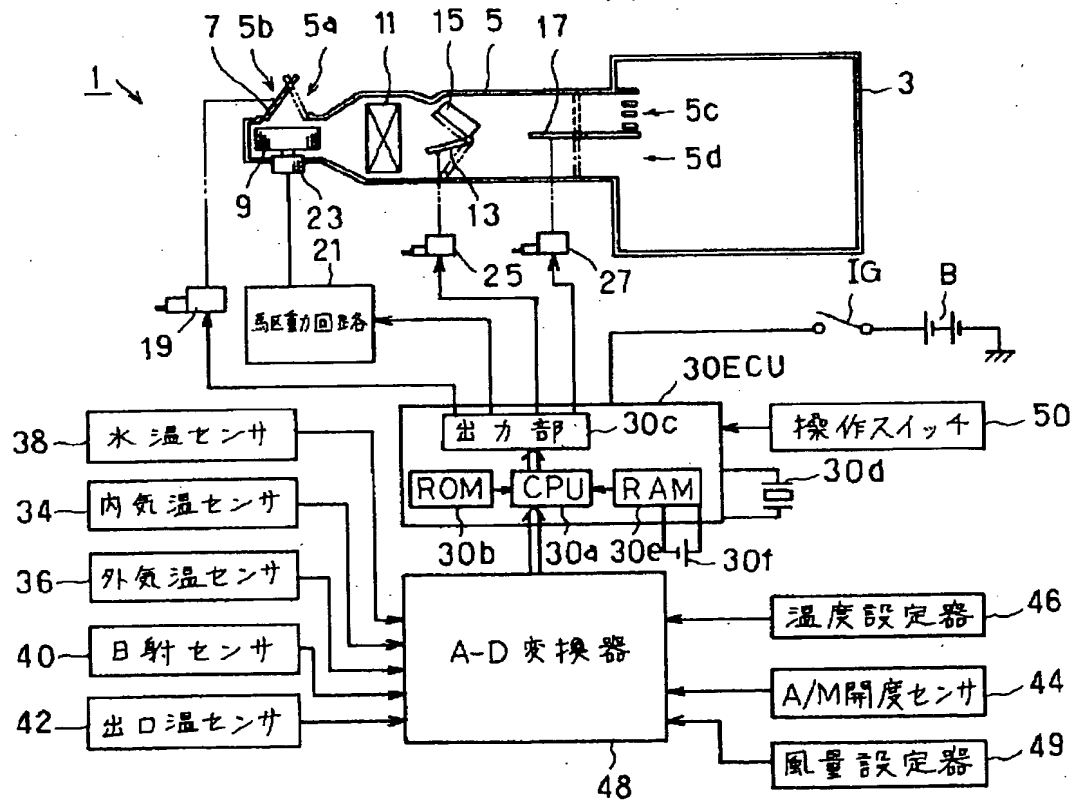 7 5b 5a 11 15 5 17
1
3
5c
5d
9 23 13
21 25 27
IG B
駆動回路
19
30ECU
出力部 30c
操作スイッチ 50
38 水温センサ
30d
ROM CPU RAM
34 内気温センサ
30b 30a 30e 30f
36 外気温センサ
温度設定器 46
40 日射センサ
A-D変換器
A/M開度センサ 44
42 出口温センサ
風量設定器 49
48